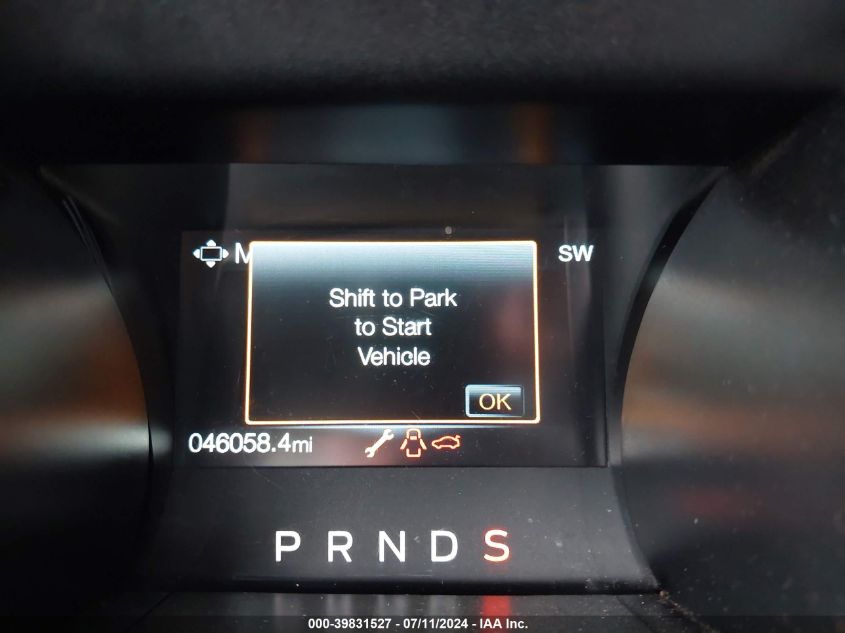 M
SW
Shift to Park
to Start
Vehicle
OK
046058.4mi
P R N D S
000-39831527 - 07/11/2024 - IAA Inc.